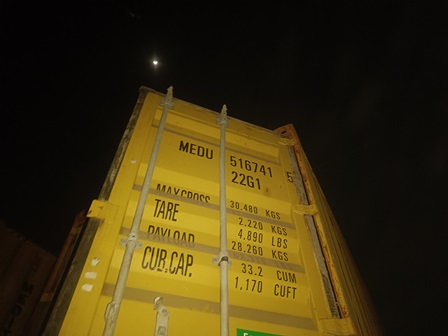 MEDU 516741 5
22G1
MAX.GROSS 30,480 KGS
TARE 2,220 KGS
4,890 LBS
PAYLOAD 28,260 KGS
CUB.CAP. 33.2 CUM
1,170 CUFT